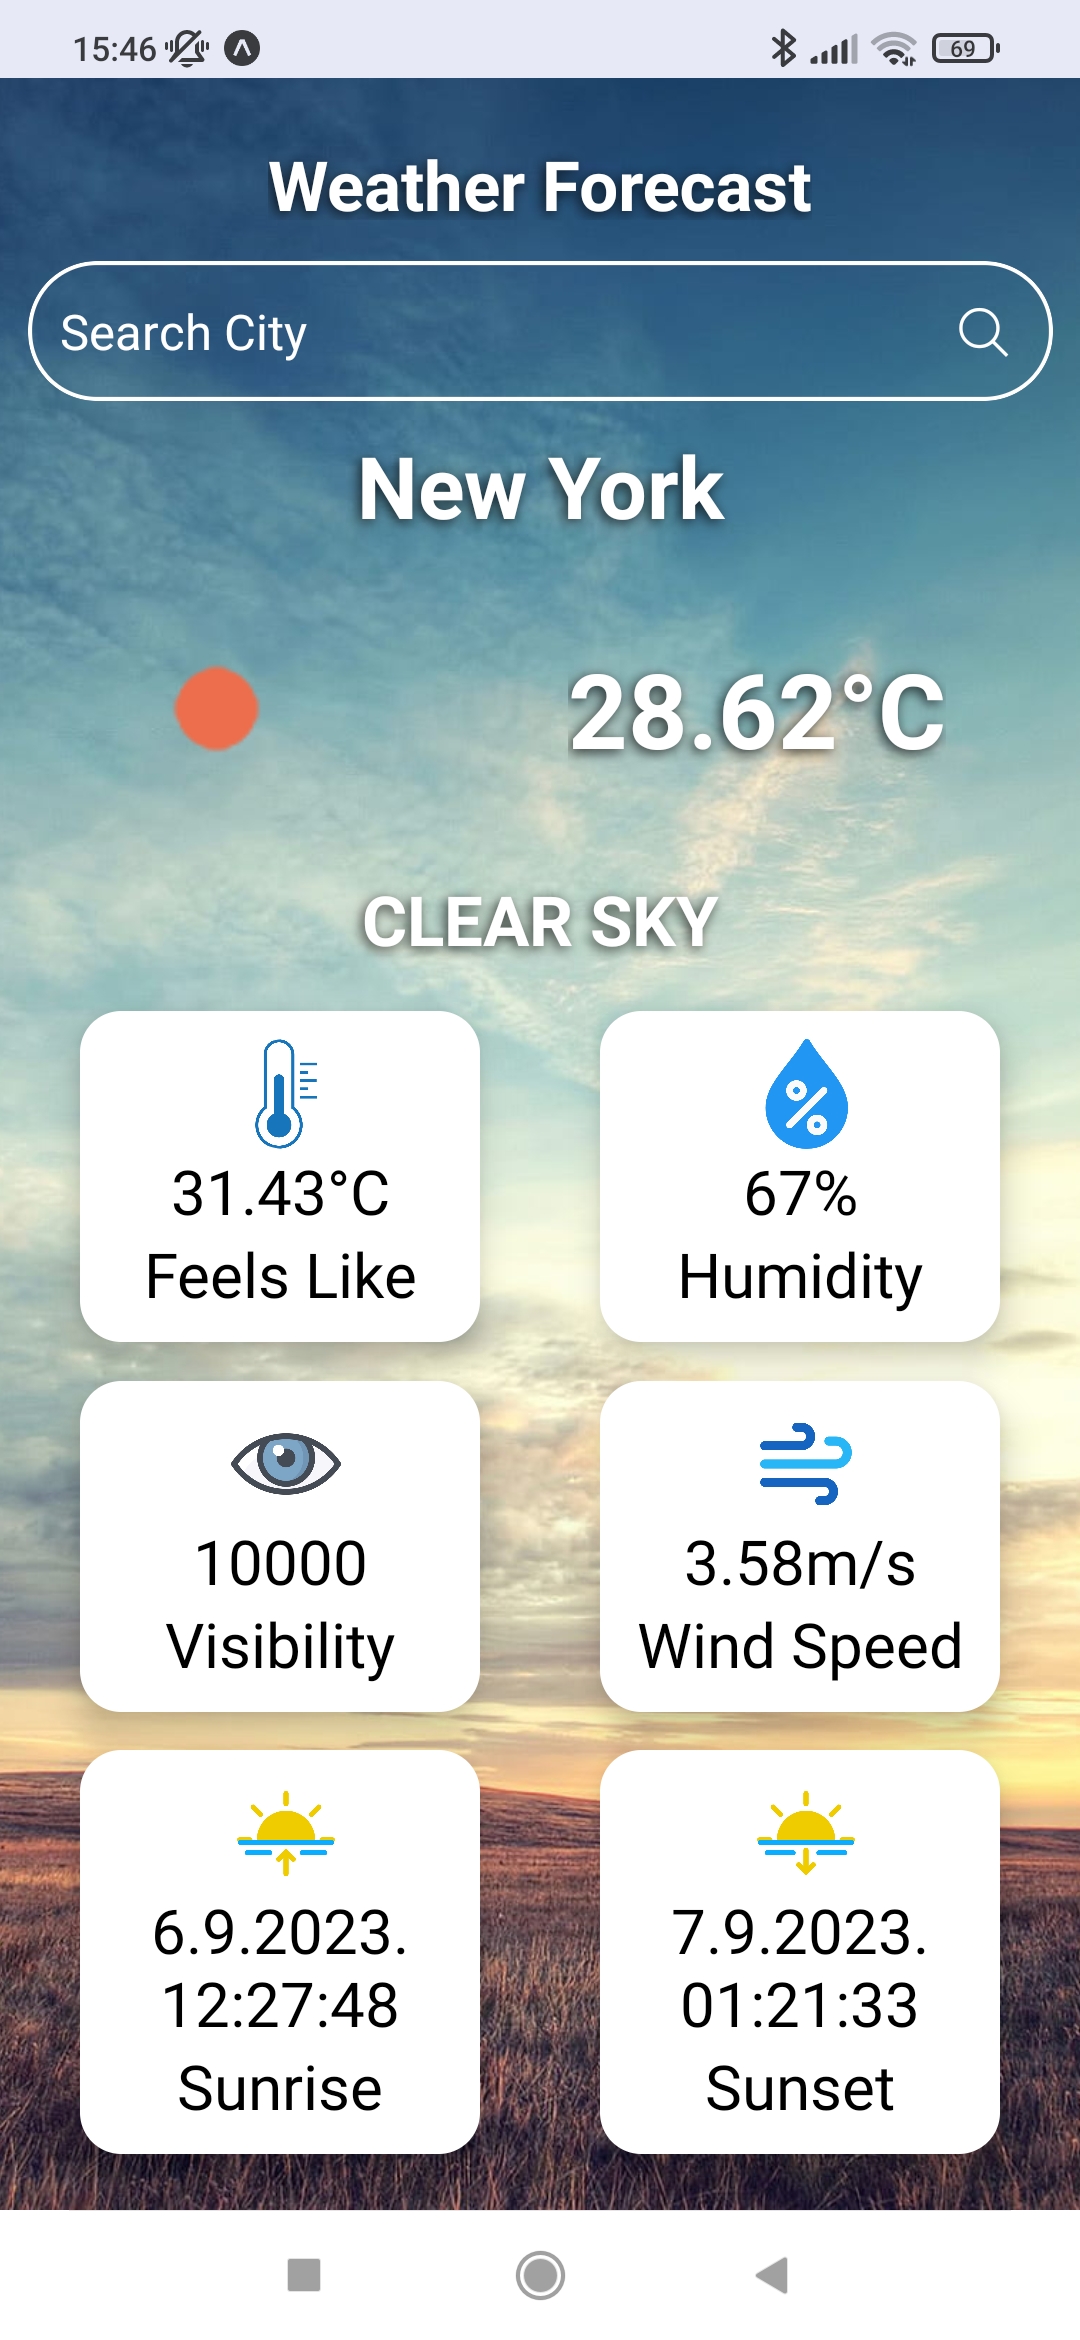 15:46
69
Weather Forecast
Search City
New York
28.62°C
CLEAR SKY
31.43°C
Feels Like
67%
Humidity
10000
Visibility
3.58m/s
Wind Speed
6.9.2023.
12:27:48
Sunrise
7.9.2023.
01:21:33
Sunset